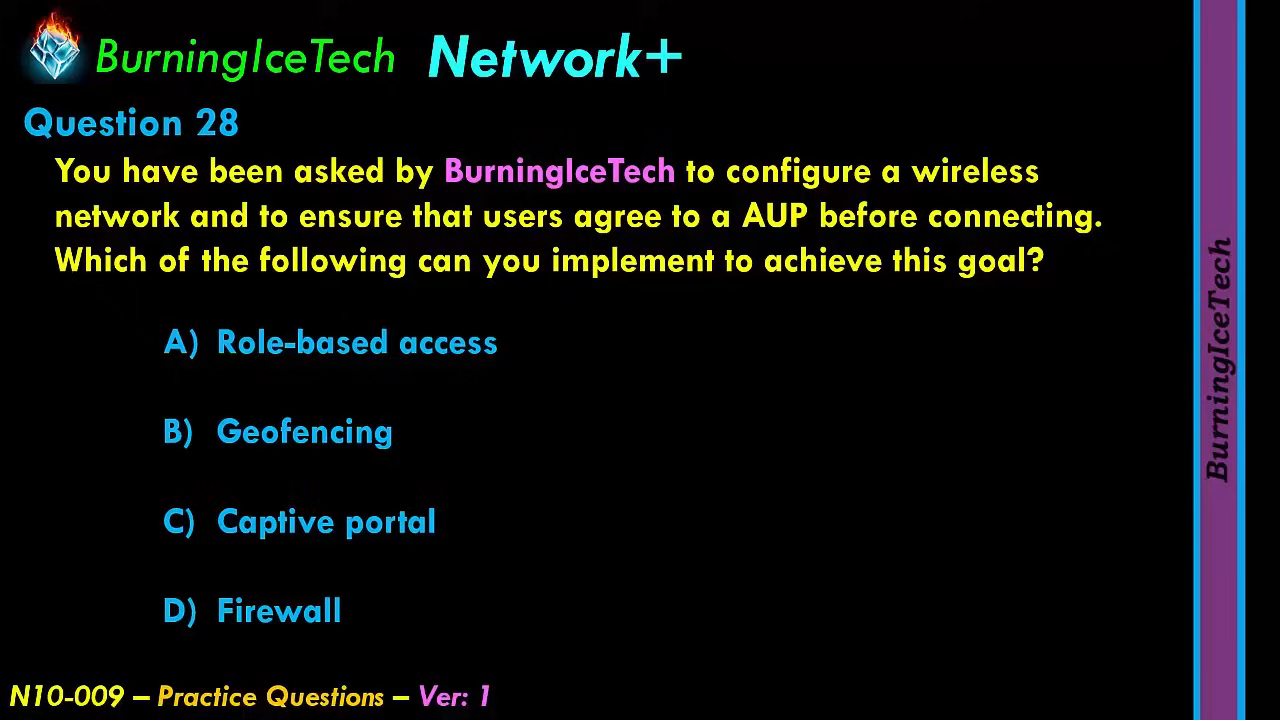 BurningIceTech Network+
Question 28
You have been asked by BurningIceTech to configure a wireless
network and to ensure that users agree to a AUP before connecting.
Which of the following can you implement to achieve this goal?
A) Role-based access
B) Geofencing
C) Captive portal
D) Firewall
N10-009 – Practice Questions – Ver: 1
BurningIceTech